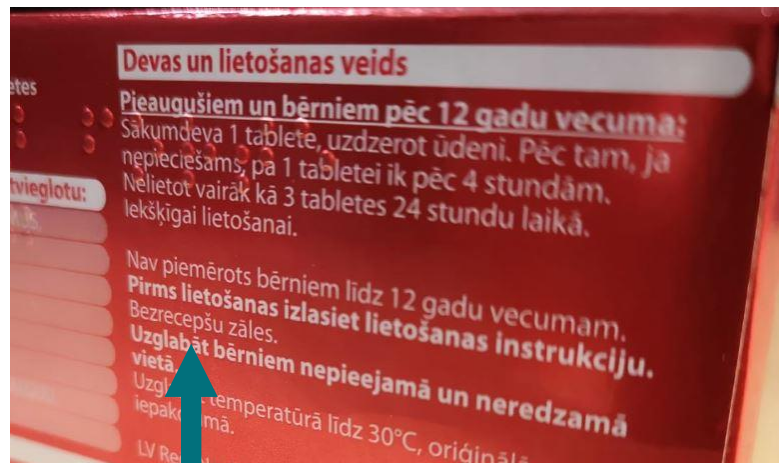 etes
Devas un lietošanas veids
Pieaugušiem un bērniem pēc 12 gadu vecuma:
Sākumdeva 1 tablete, uzdzerot ūdeni. Pēc tam, ja
nepieciešams, pa 1 tabletei ik pēc 4 stundām.
Nelietot vairāk kā 3 tabletes 24 stundu laikā.
Iekšķīgai lietošanai.
tvieglotu:
Nav piemērots bērniem līdz 12 gadu vecumam.
Pirms lietošanas izlasiet lietošanas instrukciju.
Bezrecepšu zāles.
Uzglabāt bērniem nepieejamā un neredzamā
vietā.
temperatūrā līdz 30°C, oriģinālā
LV